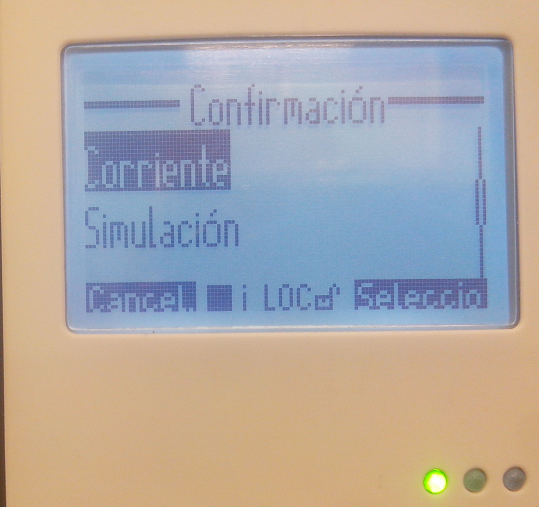 Confirmación
Corriente
Simulación
Cancel. i LOC Seleccio